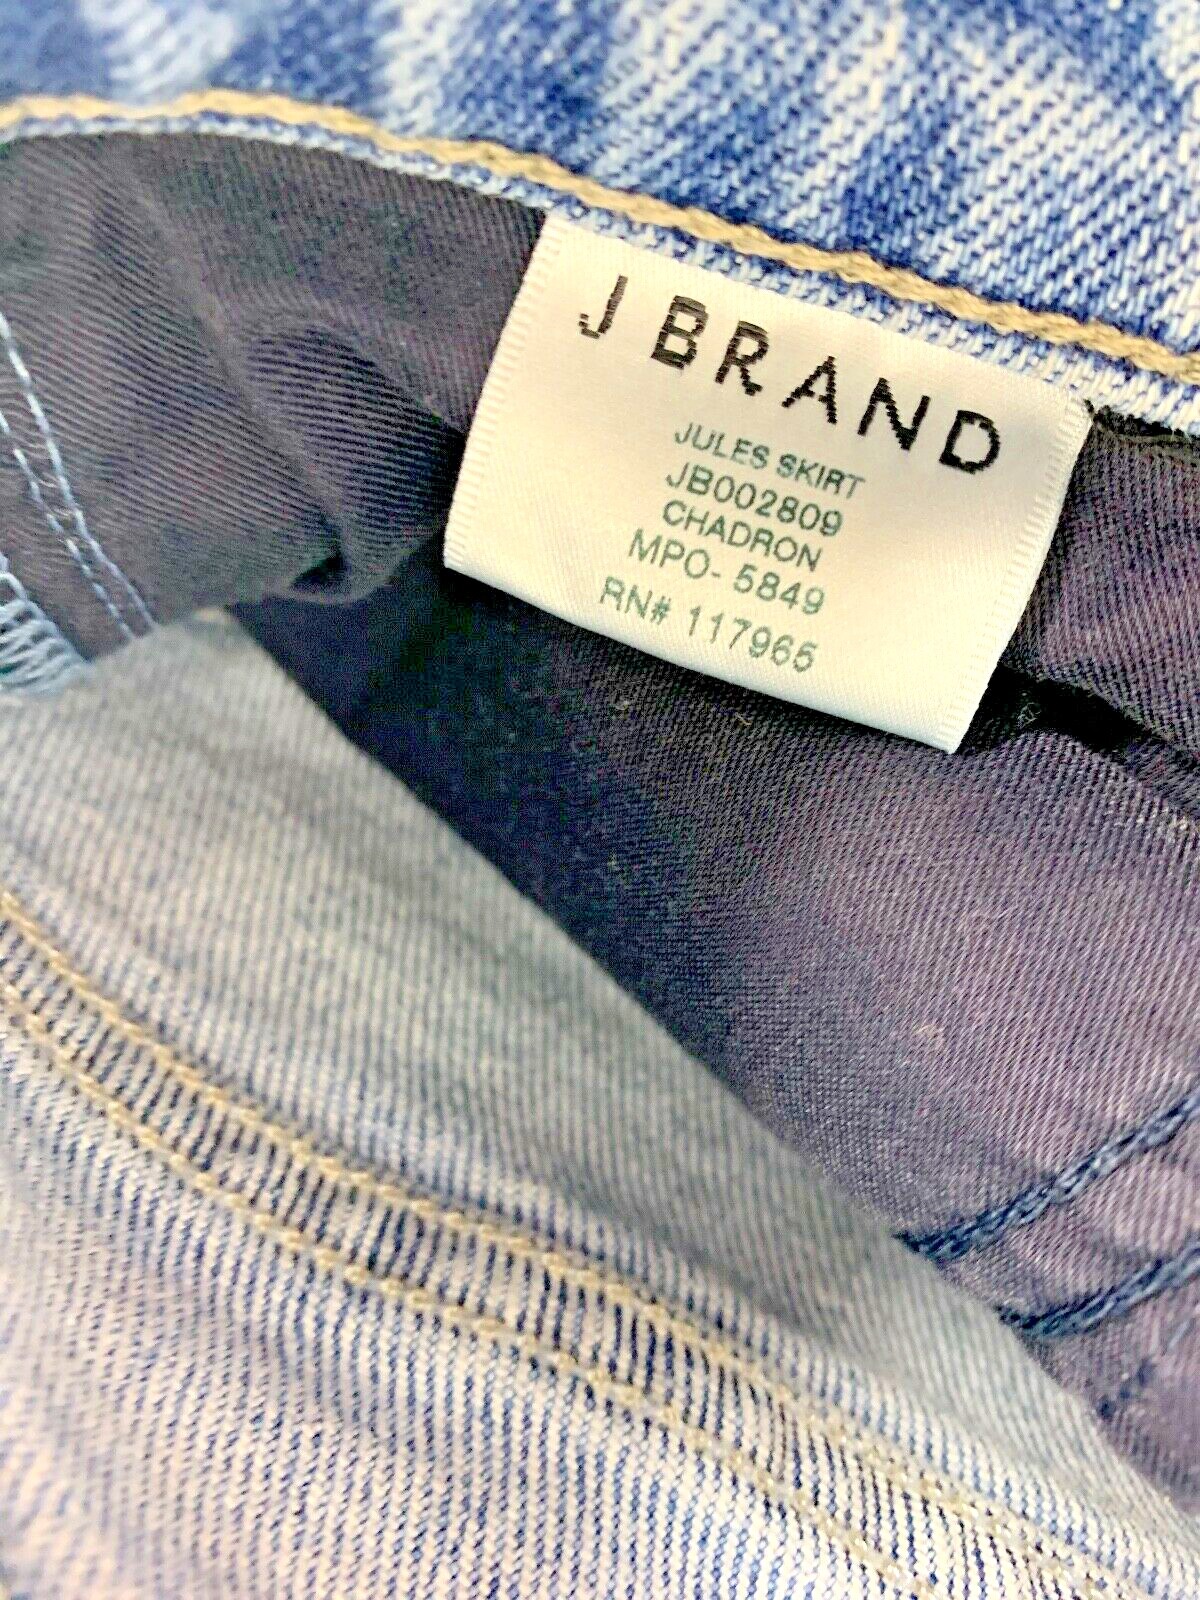 J BRAND
JULES SKIRT
JB002809
CHADRON
MPO- 5849
RN# 117965